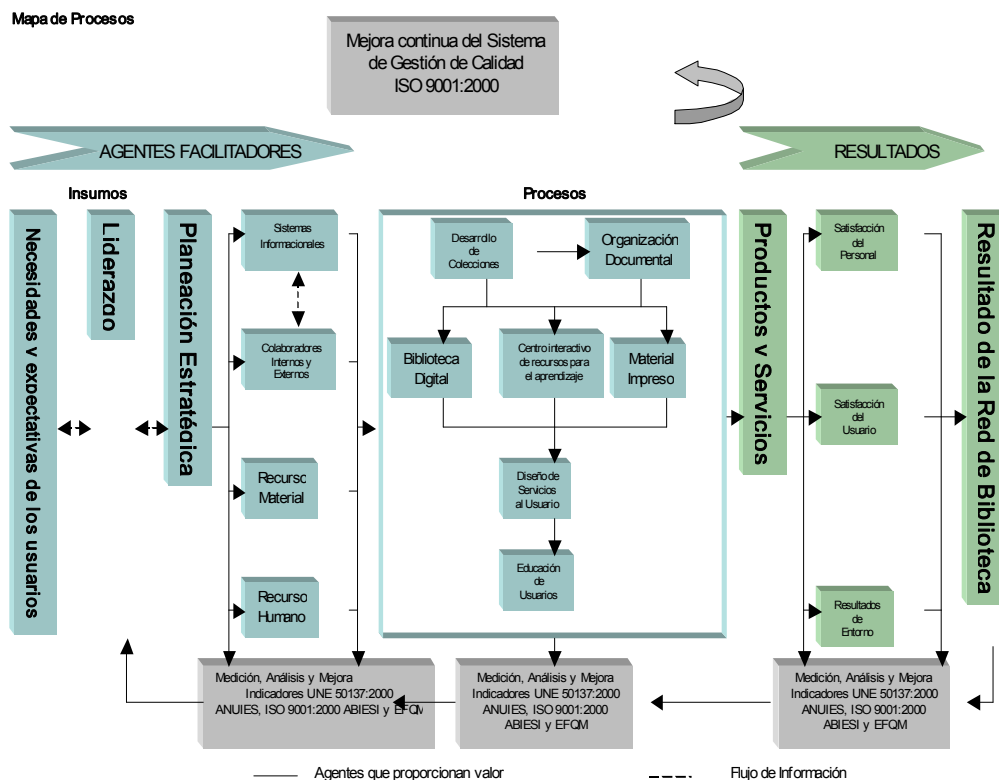 Mapa de Procesos
Mejora continua del Sistema
de Gestión de Calidad
ISO 9001:2000
AGENTES FACILITADORES
RESULTADOS
Insumos
Procesos
Necesidades y expectativas de los usuarios
Liderazgo
Planeación Estratégica
Sistemas
Informacionales
Colaboradores
Internos y
Externos
Recurso
Material
Recurso
Humano
Desarrollo
de
Colecciones
Organización
Documental
Biblioteca
Digital
Centro interactivo
de recursos para
el aprendizaje
Material
Impreso
Diseño de
Servicios
al Usuario
Educación
de
Usuarios
Productos y Servicios
Satisfacción
del
Personal
Satisfacción
del
Usuario
Resultados
de
Entorno
Resultado de la Red de Biblioteca
Medición, Análisis y Mejora
Indicadores UNE 50137:2000
ANUIES, ISO 9001:2000 ABIESI y EFQM
Medición, Análisis y Mejora
Indicadores UNE 50137:2000
ANUIES, ISO 9001:2000
ABIESI y EFQM
Medición, Análisis y Mejora
Indicadores UNE 50137:2000
ANUIES, ISO 9001:2000
ABIESI y EFQM
Agentes que proporcionan valor
Flujo de Información